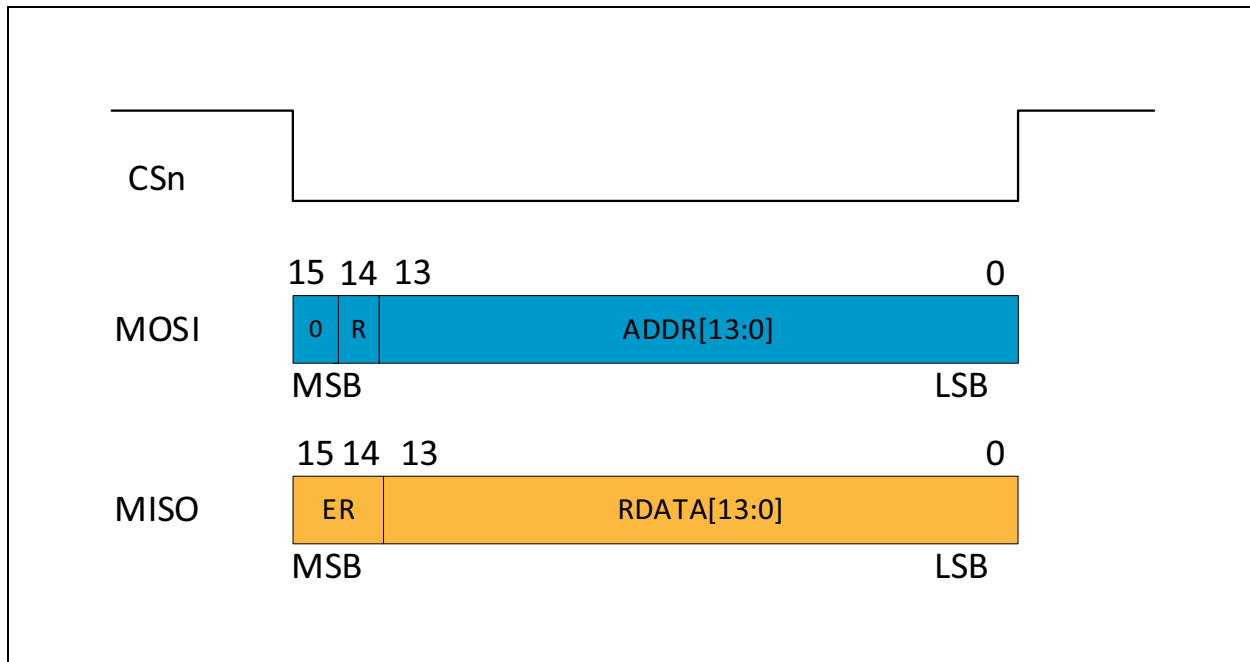 CSn
15 14 13 0
MOSI 0 R ADDR[13:0]
MSB LSB
15 14 13 0
MISO ER RDATA[13:0]
MSB LSB